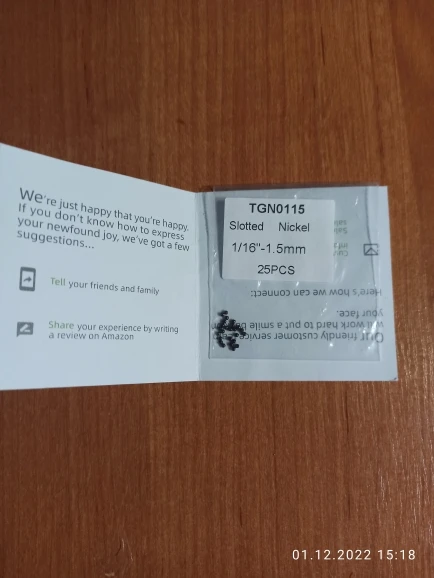 We're just happy that you're happy.
If you don't know how to express
your newfound joy, we've got a few
suggestions...
Tell your friends and family
Share your experience by writing
a review on Amazon
TGN0115
Slotted Nickel
1/16"-1.5mm
25PCS
Here's how we can connect:
Our friendly customer service
work hard to put a smile
your face.
01.12.2022 15:18